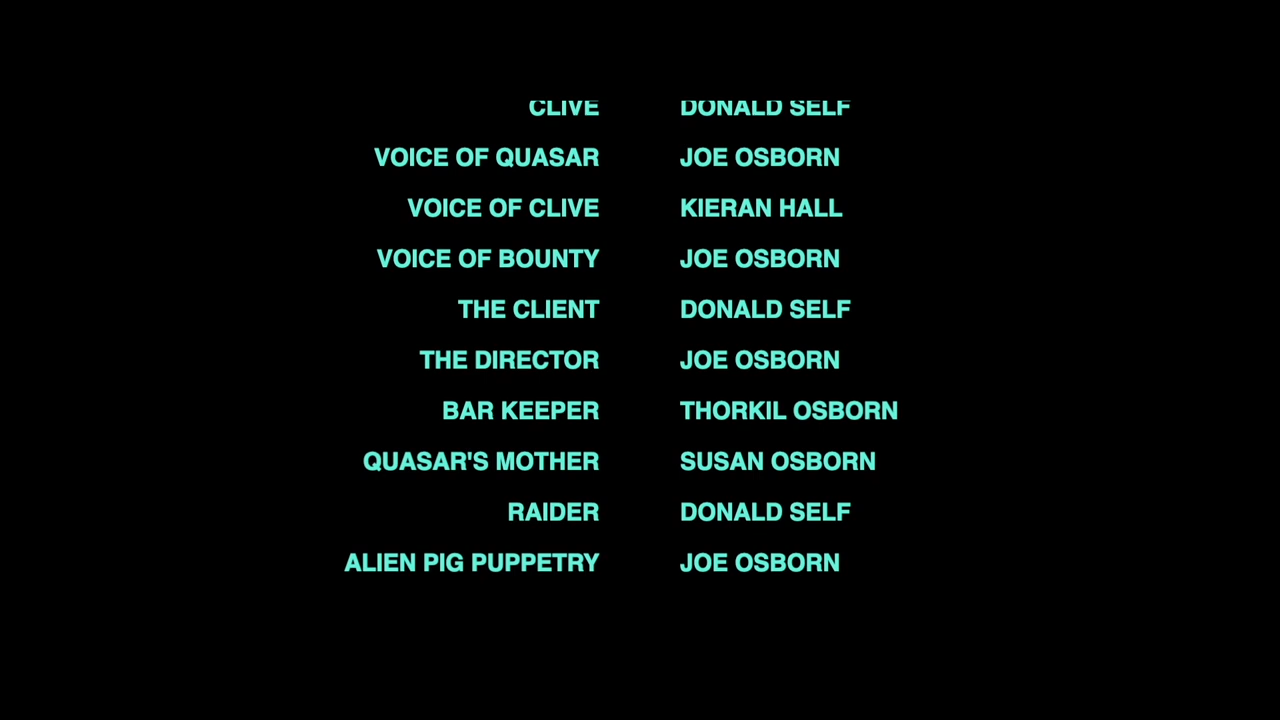 CLIVE DONALD SELF
VOICE OF QUASAR JOE OSBORN
VOICE OF CLIVE KIERAN HALL
VOICE OF BOUNTY JOE OSBORN
THE CLIENT DONALD SELF
THE DIRECTOR JOE OSBORN
BAR KEEPER THORKIL OSBORN
QUASAR'S MOTHER SUSAN OSBORN
RAIDER DONALD SELF
ALIEN PIG PUPPETRY JOE OSBORN